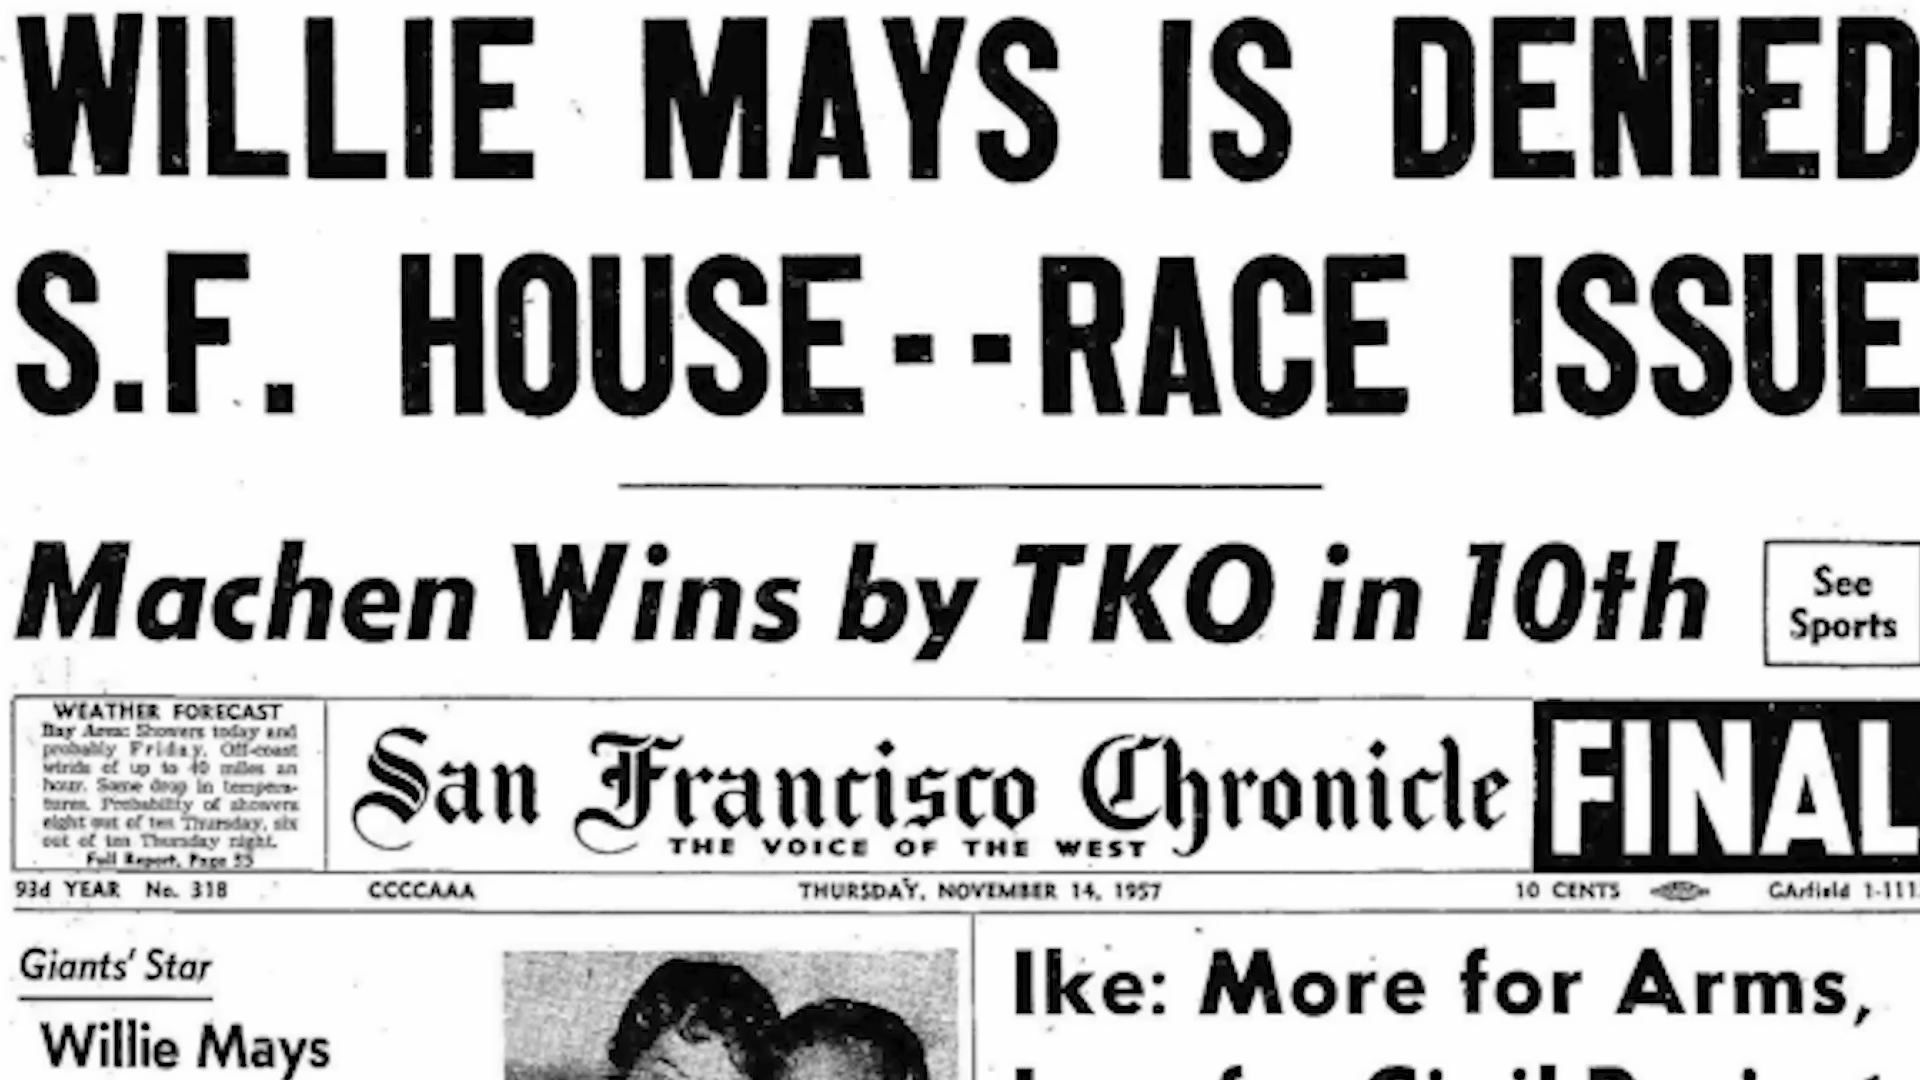 WILLIE MAYS IS DENIED
S.F. HOUSE--RACE ISSUE
Machen Wins by TKO in 10th
See
Sports
WEATHER FORECAST
Bay Area: Showers today and
probably Friday. Off-coast
winds of up to 40 miles an
hour. Some drop in tempera-
tures. Probability of showers
eight out of ten Thursday, six
out of ten Thursday night.
Full Report, Page
San Francisco Chronicle
THE VOICE OF THE WEST
FINAL
93d YEAR No. 318
CCCCAAA
THURSDAY, NOVEMBER 14, 1957
10 CENTS
GArfield 1-111
Giants' Star
Willie Mays
Ike: More for Arms,